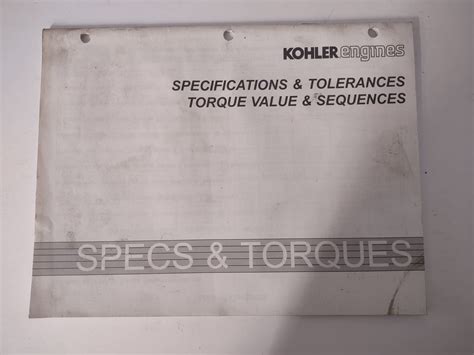 KOHLER engines
SPECIFICATIONS & TOLERANCES
TORQUE VALUE & SEQUENCES
SPECS & TORQUES